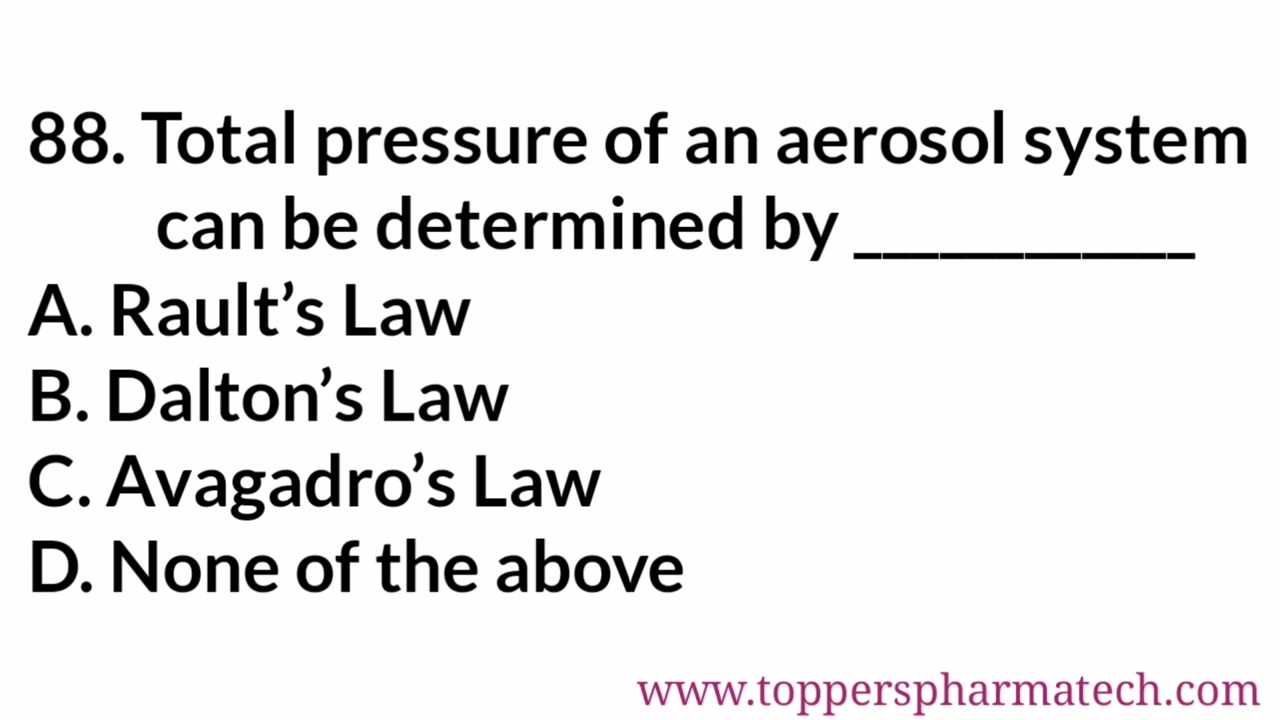 88. Total pressure of an aerosol system
can be determined by ____________
A. Rault’s Law
B. Dalton’s Law
C. Avagadro’s Law
D. None of the above
www.topperspharmatech.com